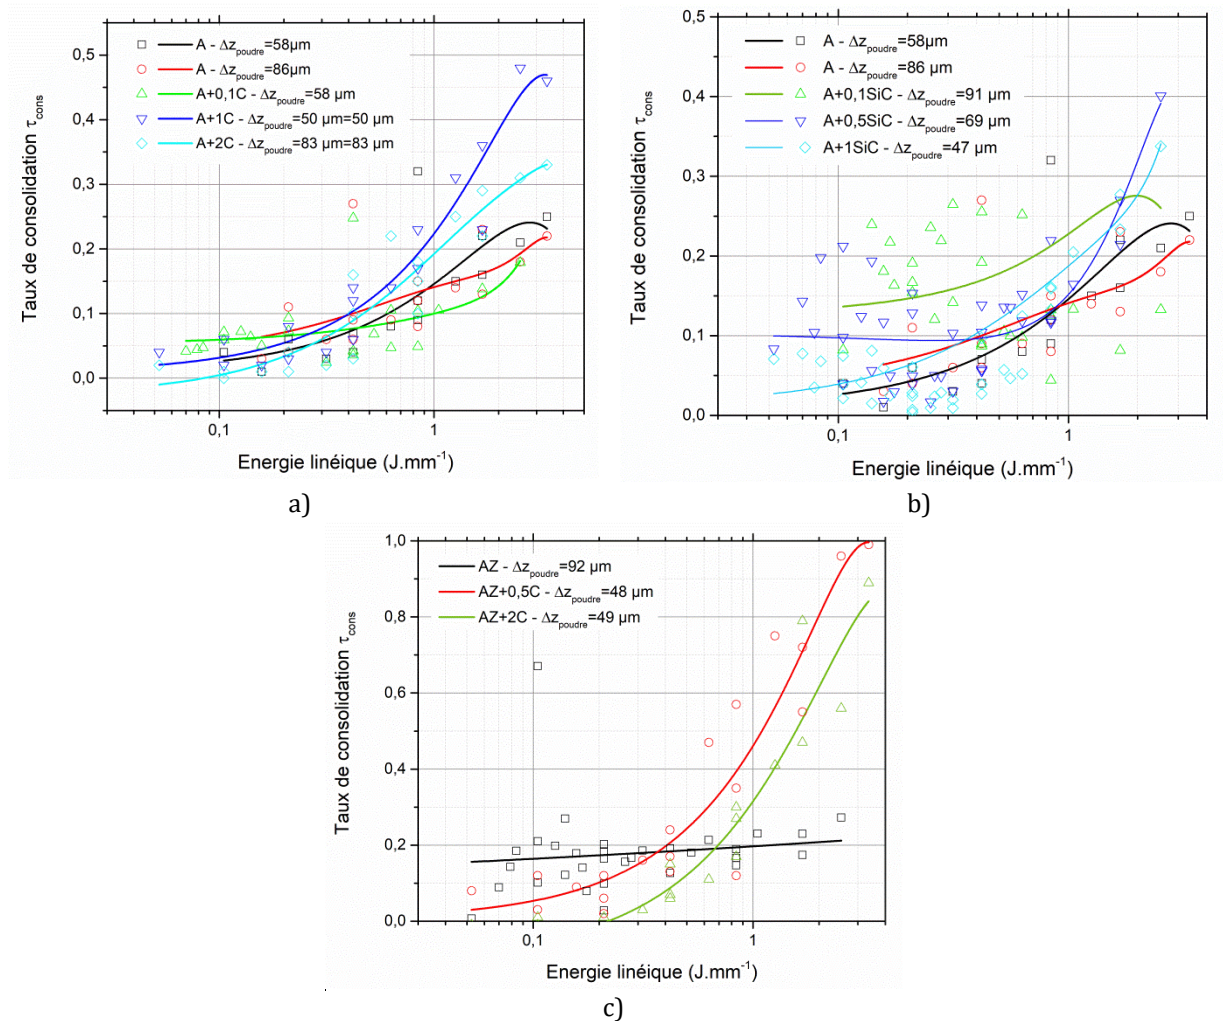 a)
b)
0,5
0,4
0,3
0,2
0,1
0,0
Taux de consolidation τcons
A - Δzpoudre=58µm
A - Δzpoudre=86µm
A+0,1C - Δzpoudre=58 µm
A+1C - Δzpoudre=50 µm=50 µm
A+2C - Δzpoudre=83 µm=83 µm
0,1
1
Energie linéique (J.mm-1)
a)
0,5
0,4
0,3
0,2
0,1
0,0
Taux de consolidation τcons
A - Δzpoudre=58µm
A - Δzpoudre=86 µm
A+0,1SiC - Δzpoudre=91 µm
A+0,5SiC - Δzpoudre=69 µm
A+1SiC - Δzpoudre=47 µm
0,1
1
Energie linéique (J.mm-1)
b)
1,0
0,8
0,6
0,4
0,2
0,0
Taux de consolidation τcons
AZ - Δzpoudre=92 µm
AZ+0,5C - Δzpoudre=48 µm
AZ+2C - Δzpoudre=49 µm
0,1
1
Energie linéique (J.mm-1)
c)